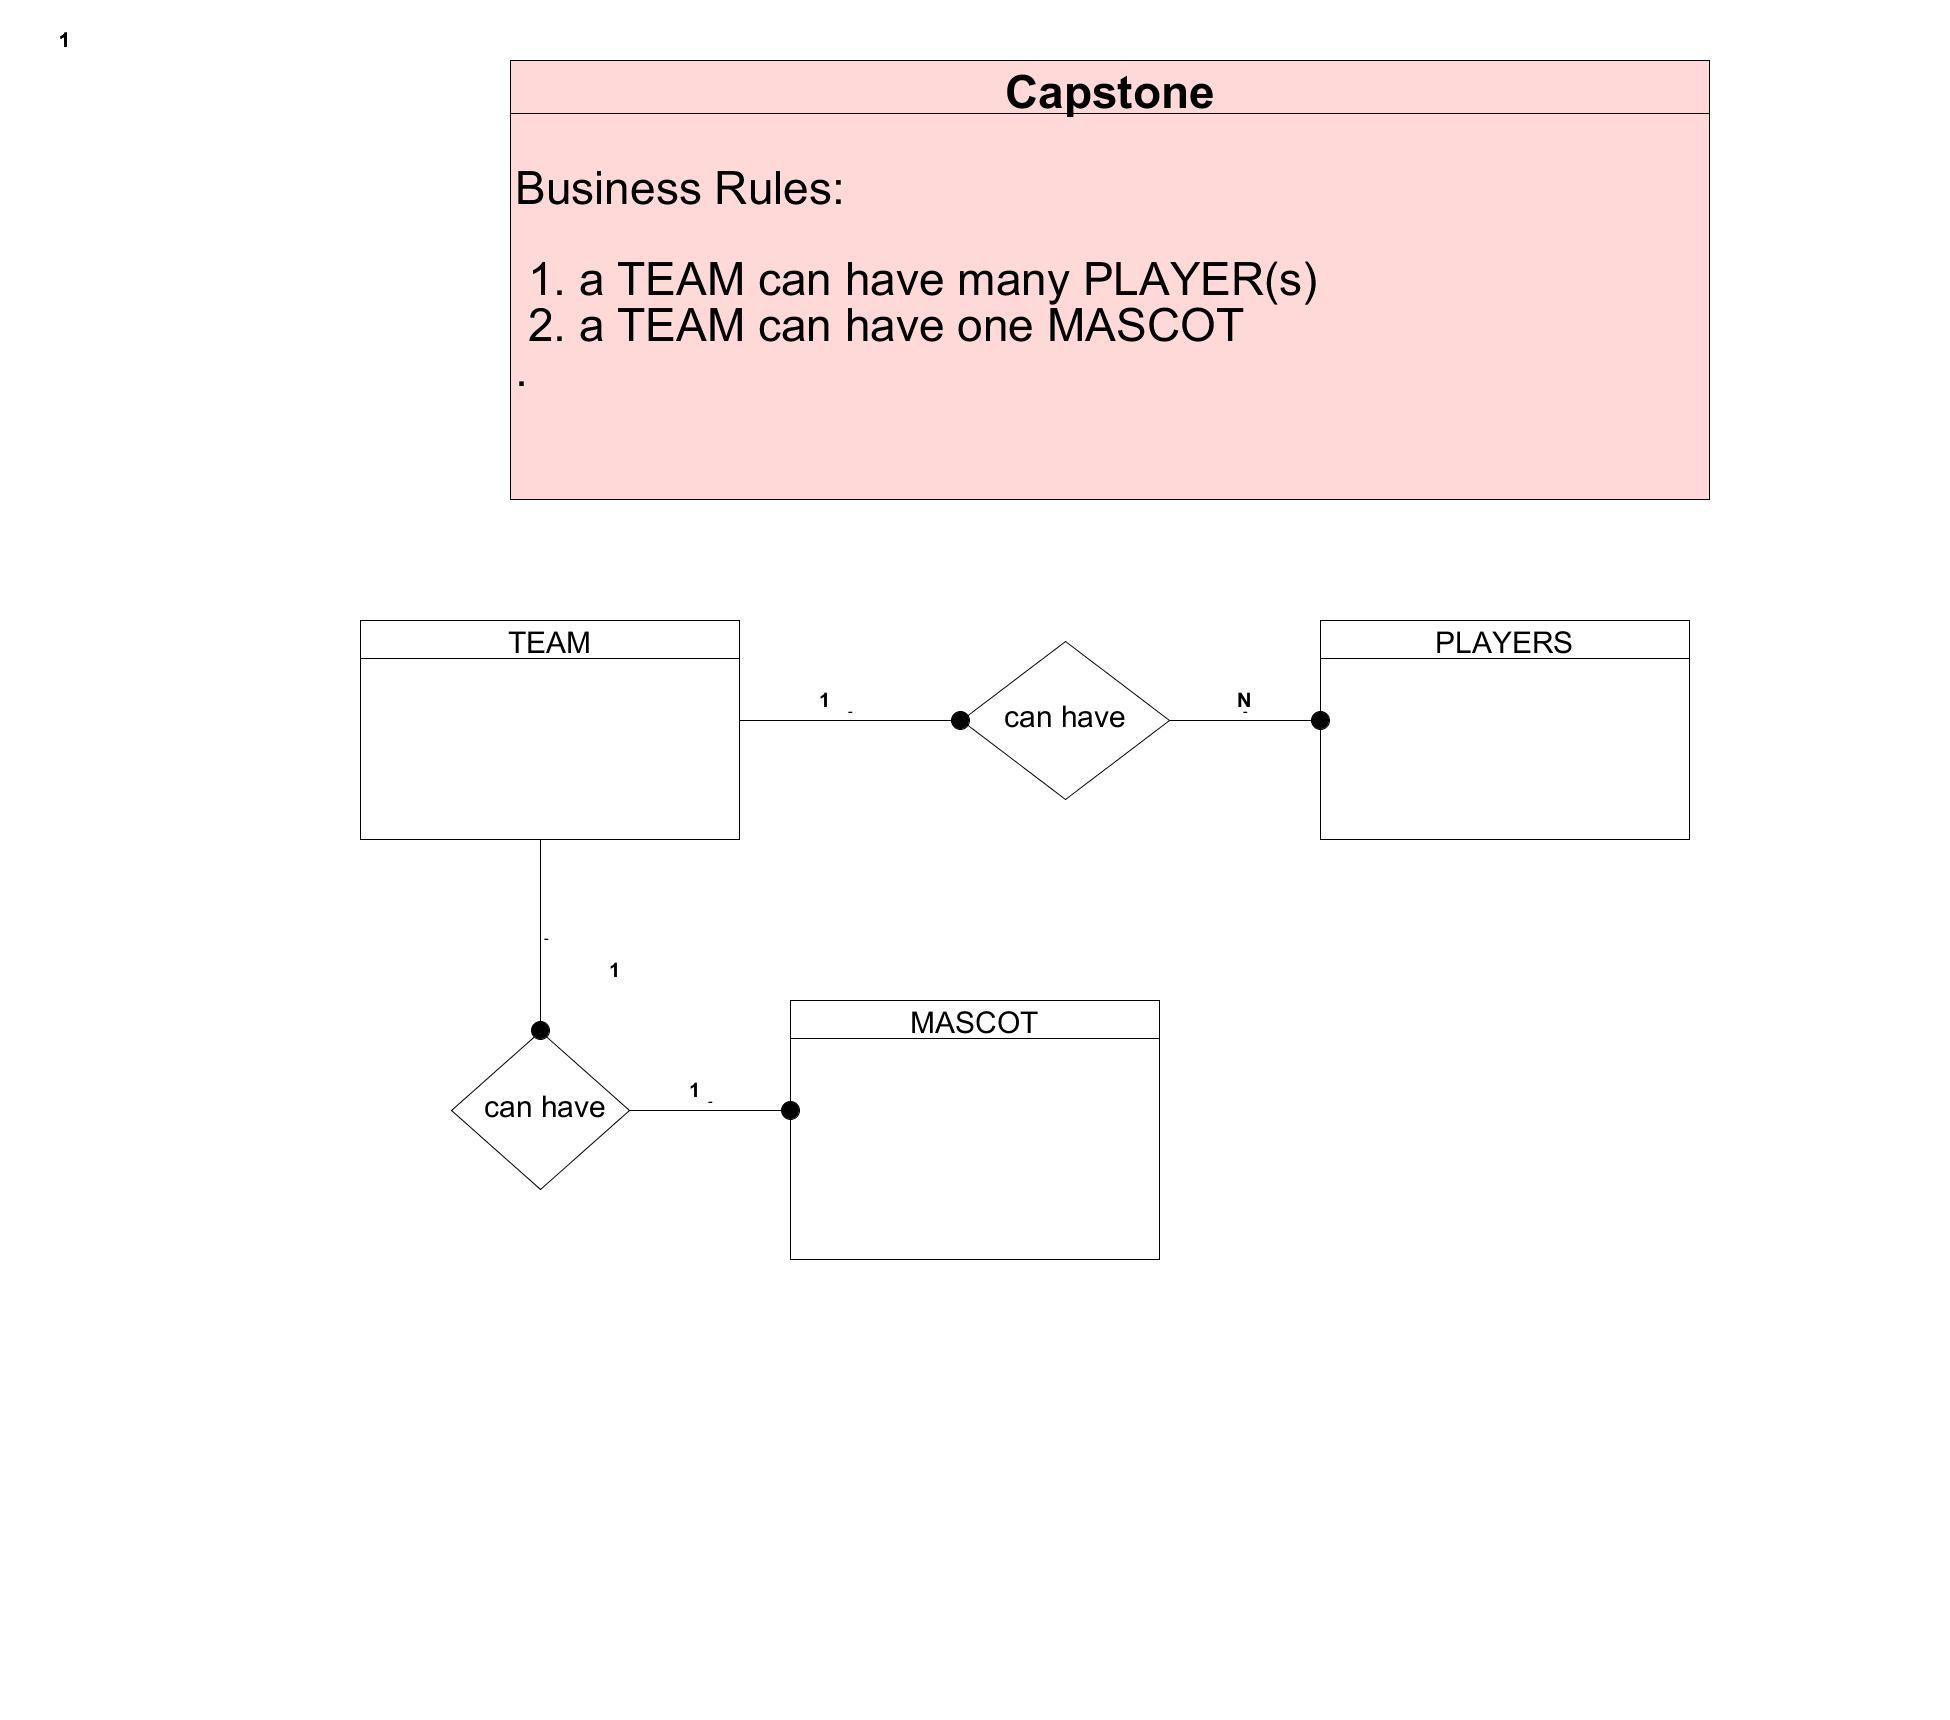 1
Capstone
Business Rules:
1. a TEAM can have many PLAYER(s)
2. a TEAM can have one MASCOT
.
TEAM
PLAYERS
1
-
can have
N
-
-
1
MASCOT
can have
1
-